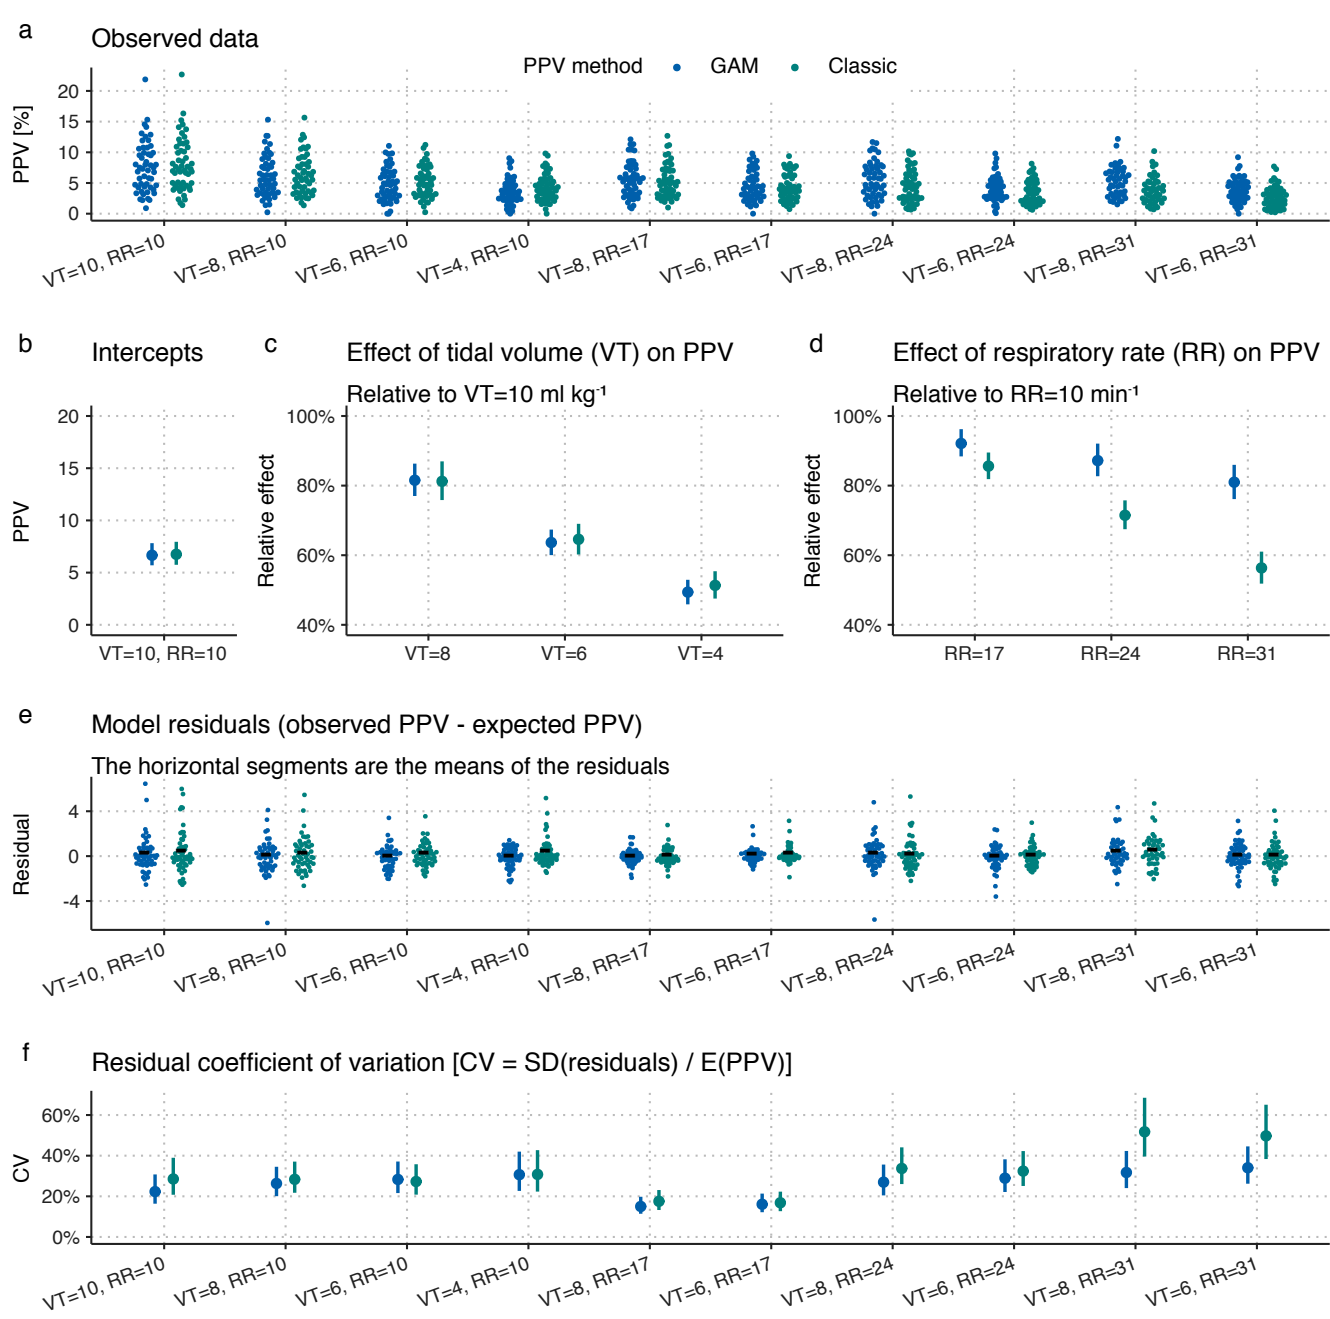 a
Observed data
PPV method GAM Classic
PPV [%]
20
15
10
5
0
VT=10, RR=10
VT=8, RR=10
VT=6, RR=10
VT=4, RR=10
VT=8, RR=17
VT=6, RR=17
VT=8, RR=24
VT=6, RR=24
VT=8, RR=31
VT=6, RR=31
b
Intercepts
PPV
20
15
10
5
0
VT=10, RR=10
c
Effect of tidal volume (VT) on PPV
Relative to VT=10 ml kg⁻¹
Relative effect
100%
80%
60%
40%
VT=8
VT=6
VT=4
d
Effect of respiratory rate (RR) on PPV
Relative to RR=10 min⁻¹
Relative effect
100%
80%
60%
40%
RR=17
RR=24
RR=31
e
Model residuals (observed PPV - expected PPV)
The horizontal segments are the means of the residuals
Residual
4
0
-4
VT=10, RR=10
VT=8, RR=10
VT=6, RR=10
VT=4, RR=10
VT=8, RR=17
VT=6, RR=17
VT=8, RR=24
VT=6, RR=24
VT=8, RR=31
VT=6, RR=31
f
Residual coefficient of variation [CV = SD(residuals) / E(PPV)]
CV
60%
40%
20%
0%
VT=10, RR=10
VT=8, RR=10
VT=6, RR=10
VT=4, RR=10
VT=8, RR=17
VT=6, RR=17
VT=8, RR=24
VT=6, RR=24
VT=8, RR=31
VT=6, RR=31